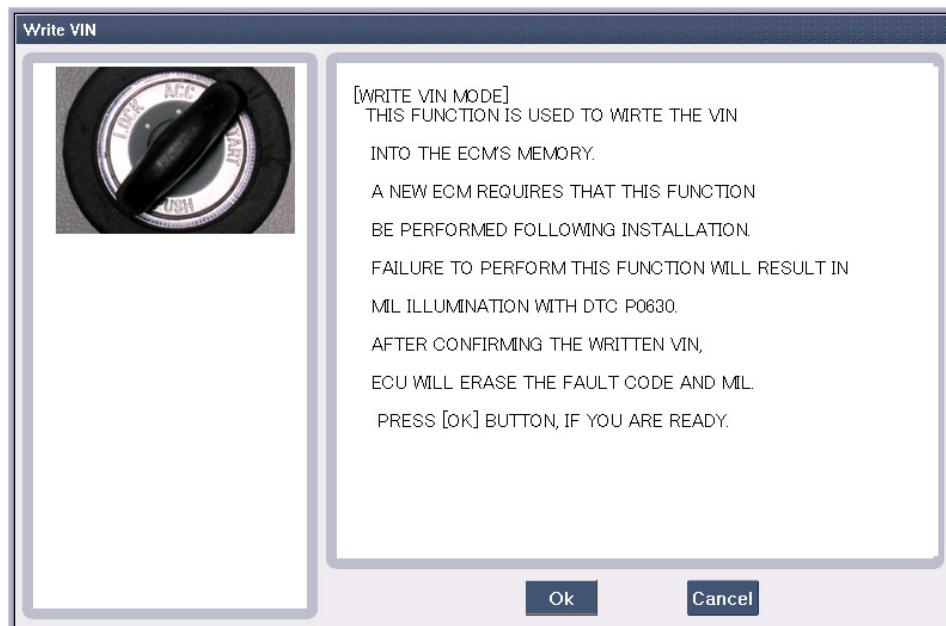 Write VIN
LOCK
ACC
START
PUSH
[WRITE VIN MODE]
THIS FUNCTION IS USED TO WIRTE THE VIN
INTO THE ECM'S MEMORY.
A NEW ECM REQUIRES THAT THIS FUNCTION
BE PERFORMED FOLLOWING INSTALLATION.
FAILURE TO PERFORM THIS FUNCTION WILL RESULT IN
MIL ILLUMINATION WITH DTC P0630.
AFTER CONFIRMING THE WRITTEN VIN,
ECU WILL ERASE THE FAULT CODE AND MIL.
PRESS [OK] BUTTON, IF YOU ARE READY.
Ok
Cancel